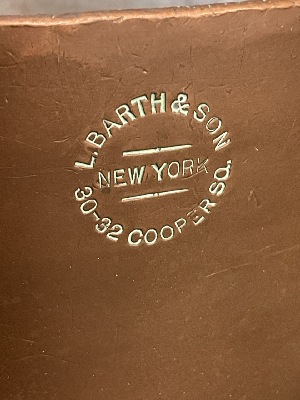 L. BARTH & SON
NEW YORK
30-32 COOPER SQ.